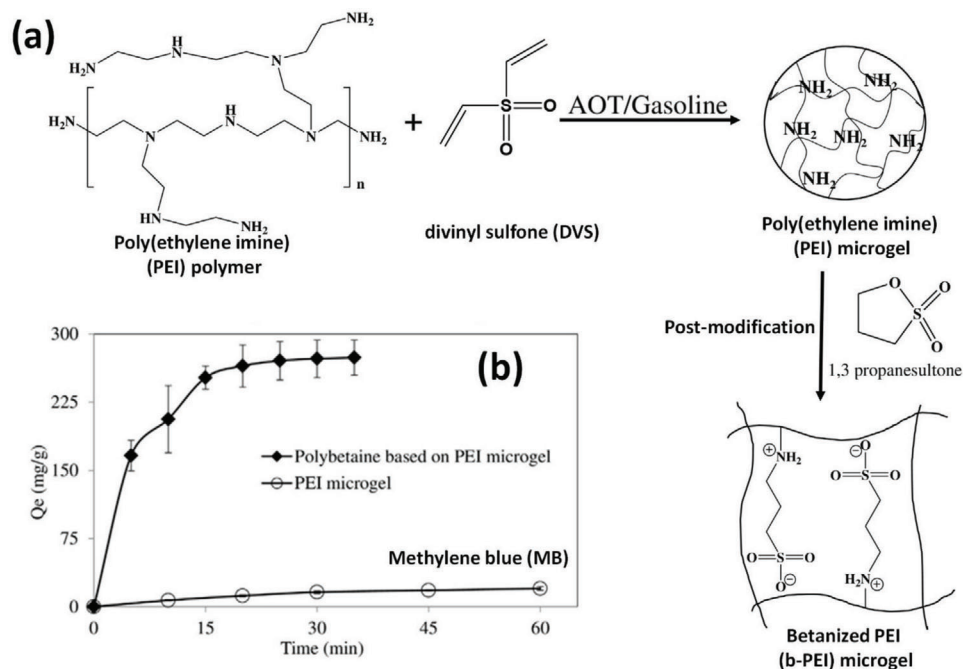 (a)
NH₂
H
N
H₂N
N
N
H
NH₂
H₂N
N
N
H
N
N
NH₂
n
HN
N
H
NH₂
Poly(ethylene imine)
(PEI) polymer
+
S
O
O
divinyl sulfone (DVS)
AOT/Gasoline
NH₂
NH₂
NH₂
NH₂
NH₂
NH₂
Poly(ethylene imine)
(PEI) microgel
Post-modification
O
S
O
O
1,3 propanesultone
(b)
300
225
150
75
0
Qe (mg/g)
Polybetaine based on PEI microgel
PEI microgel
Methylene blue (MB)
0 15 30 45 60
Time (min)
⊕
NH₂
O=S=O
O⊖
⊖O
O=S=O
H₂N⊕
Betanized PEI
(b-PEI) microgel